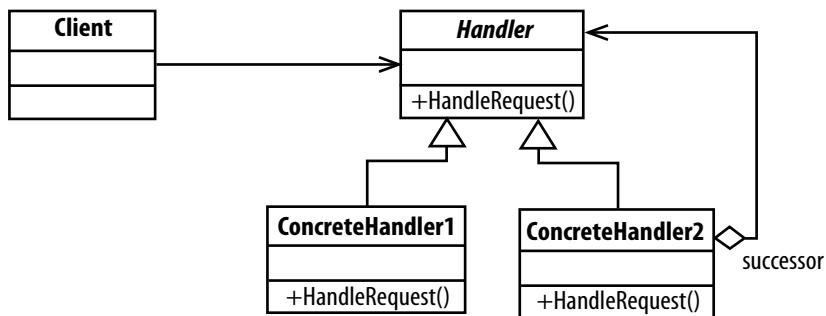 Client
Handler
+HandleRequest()
ConcreteHandler1
+HandleRequest()
ConcreteHandler2
+HandleRequest()
successor